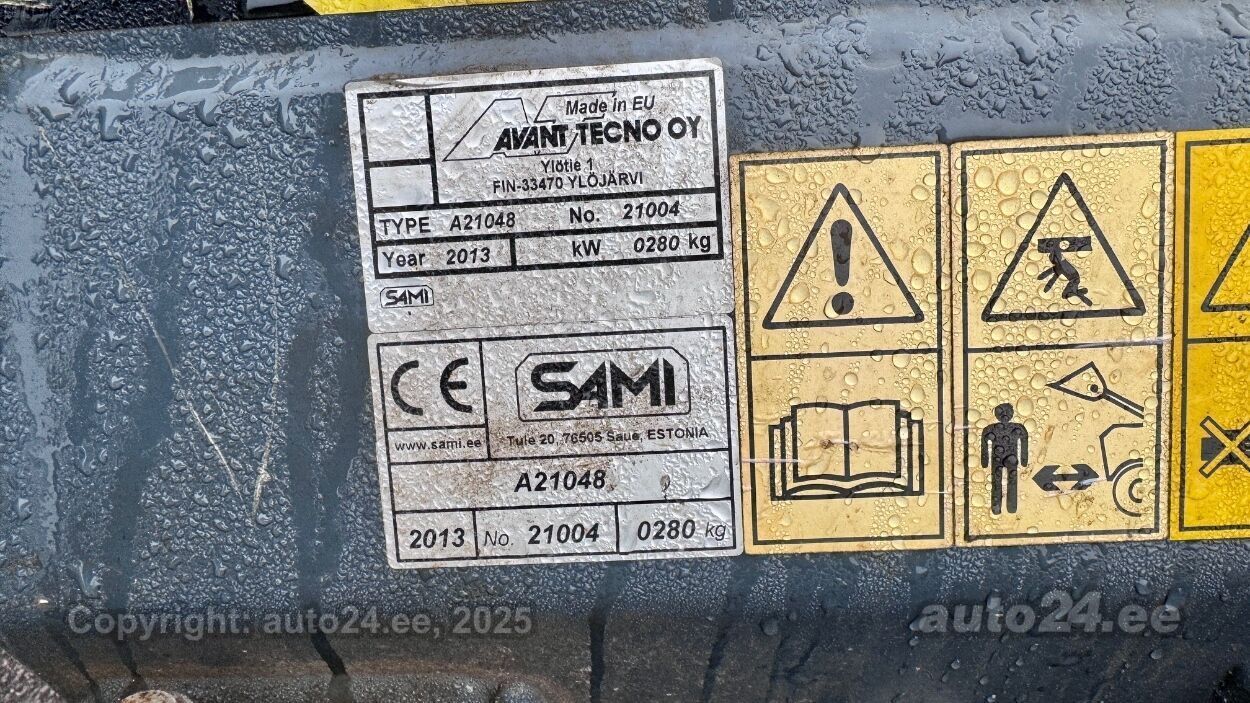 Made in EU
AVANT TECNO OY
Ylötie 1
FIN-33470 YLÖJÄRVI
TYPE A21048 No. 21004
Year 2013 kW 0280 kg
SAMI
CE SAMI
www.sami.ee Tule 20, 76505 Saue, ESTONIA
A21048
2013 No. 21004 0280 kg
Copyright: auto24.ee, 2025
auto24.ee